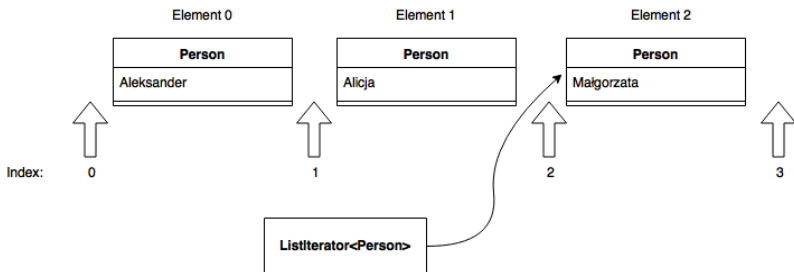 Element 0
Element 1
Element 2
Person
Person
Person
Aleksander
Alicja
Małgorzata
Index:
0
1
2
3
ListIterator<Person>